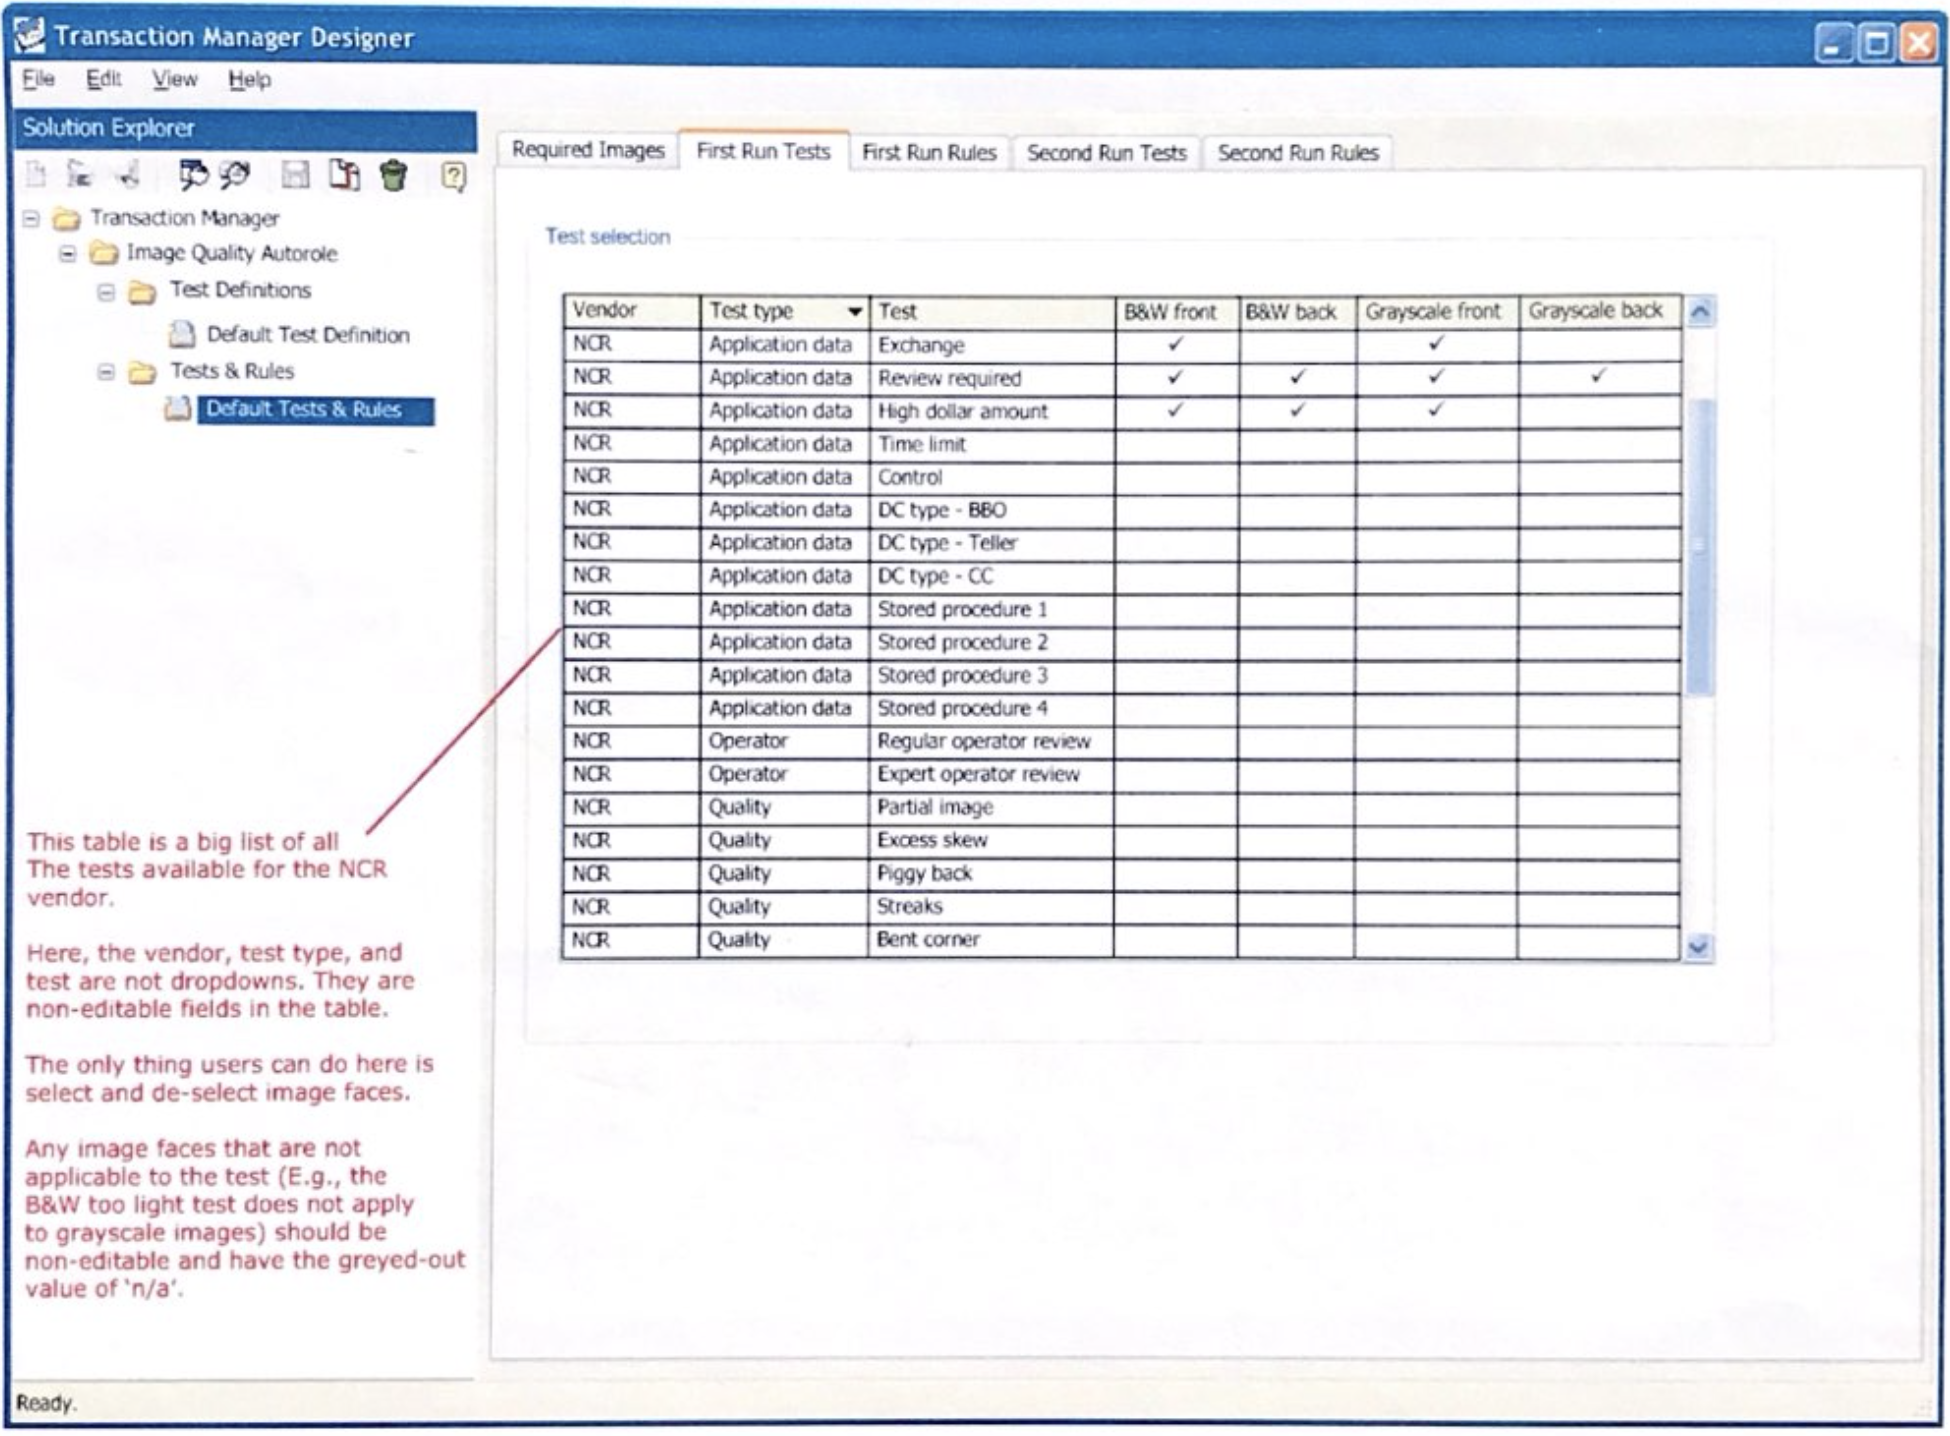 Transaction Manager Designer
File Edit View Help
Solution Explorer
Transaction Manager
Image Quality Autorole
Test Definitions
Default Test Definition
Tests & Rules
Default Tests & Rules
Required Images First Run Tests First Run Rules Second Run Tests Second Run Rules
Test selection
Vendor Test type Test B&W front B&W back Grayscale front Grayscale back
NCR Application data Exchange ✓ ✓
NCR Application data Review required ✓ ✓ ✓ ✓
NCR Application data High dollar amount ✓ ✓ ✓
NCR Application data Time limit
NCR Application data Control
NCR Application data DC type - BBO
NCR Application data DC type - Teller
NCR Application data DC type - CC
NCR Application data Stored procedure 1
NCR Application data Stored procedure 2
NCR Application data Stored procedure 3
NCR Application data Stored procedure 4
NCR Operator Regular operator review
NCR Operator Expert operator review
NCR Quality Partial image
NCR Quality Excess skew
NCR Quality Piggy back
NCR Quality Streaks
NCR Quality Bent corner
This table is a big list of all
The tests available for the NCR
vendor.
Here, the vendor, test type, and
test are not dropdowns. They are
non-editable fields in the table.
The only thing users can do here is
select and de-select image faces.
Any image faces that are not
applicable to the test (E.g., the
B&W too light test does not apply
to grayscale images) should be
non-editable and have the greyed-out
value of 'n/a'.
Ready.